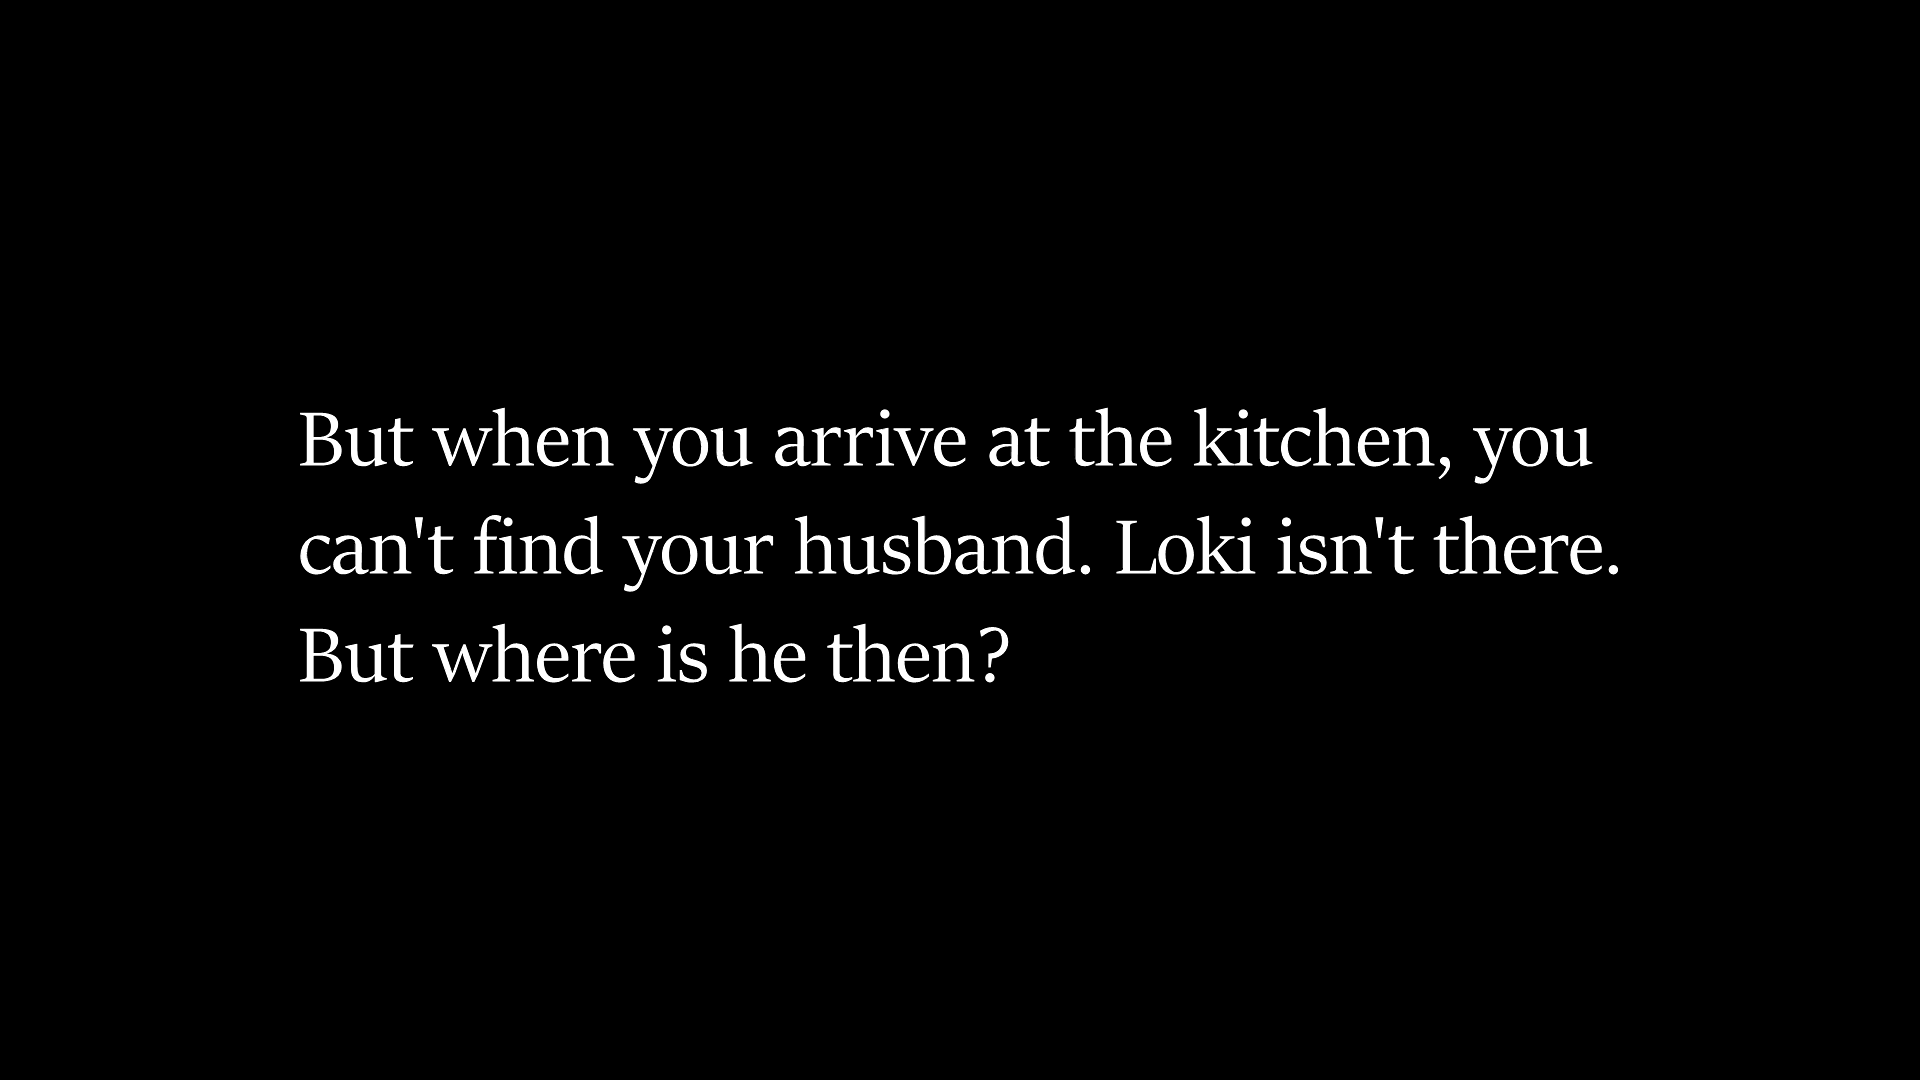 But when you arrive at the kitchen, you
can't find your husband. Loki isn't there.
But where is he then?